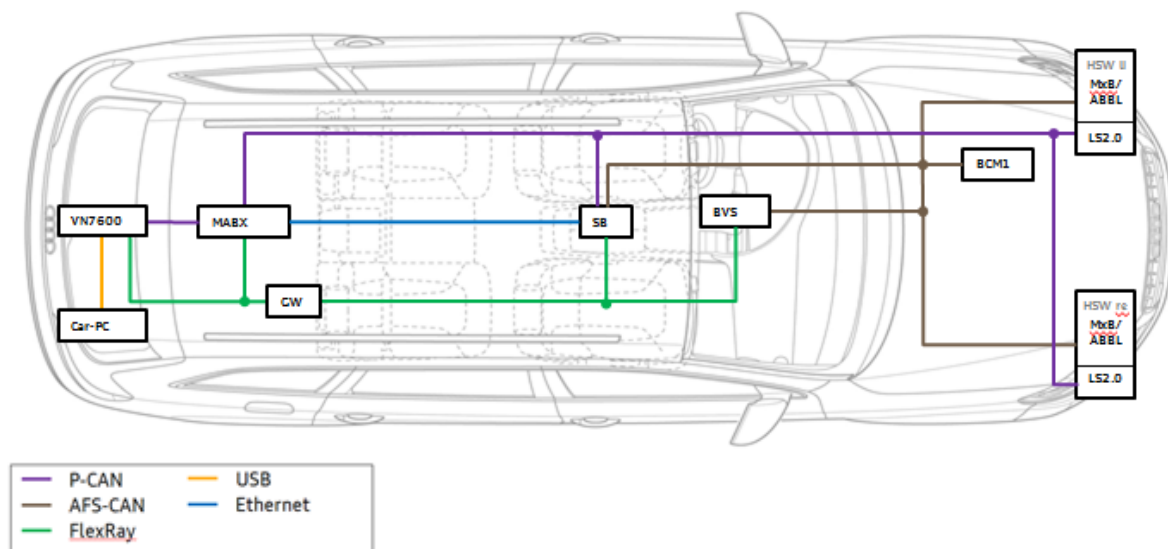 HSW li
MxB/
ABBL
LS2.0
BCM1
VN7600
MABX
SB
BVS
GW
Car-PC
HSW re
MxB/
ABBL
LS2.0
P-CAN
USB
AFS-CAN
Ethernet
FlexRay